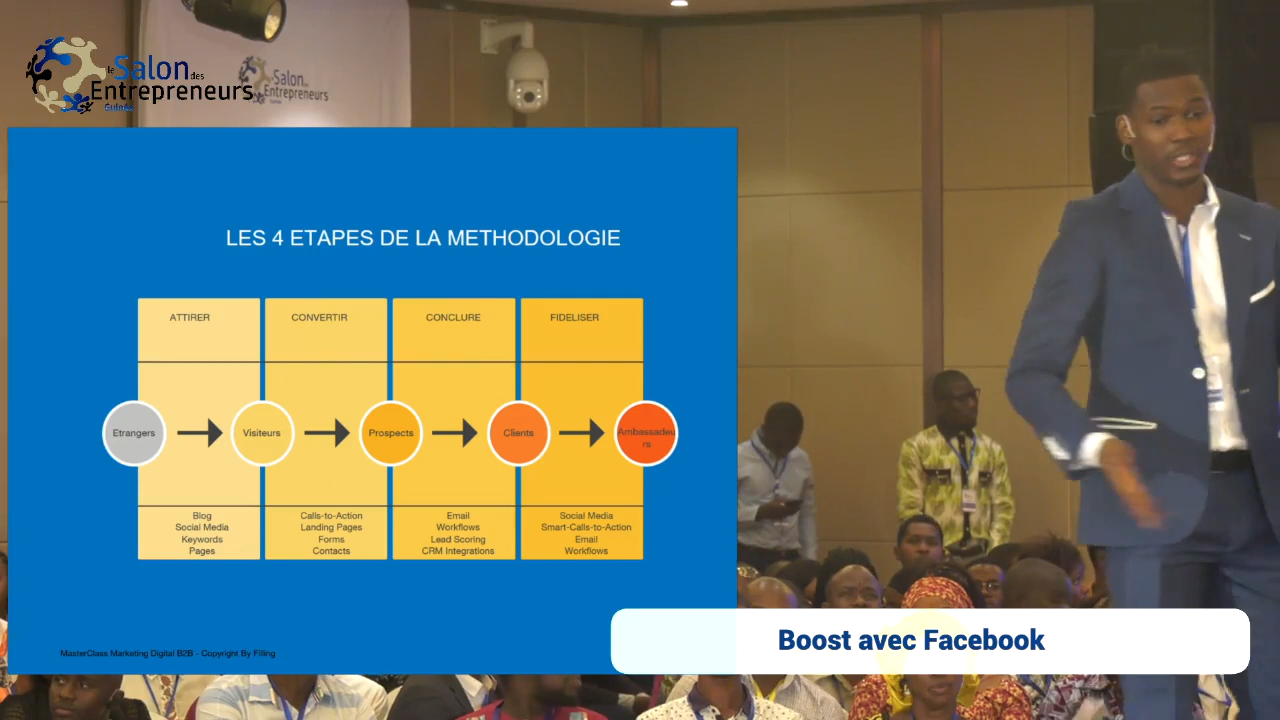 le Salon des
Entrepreneurs
Guinée
Salon
Entrepreneurs
LES 4 ETAPES DE LA METHODOLOGIE
ATTIRER
CONVERTIR
CONCLURE
FIDELISER
Etrangers
Visiteurs
Prospects
Clients
Ambassadeu
rs
Blog
Social Media
Keywords
Pages
Calls-to-Action
Landing Pages
Forms
Contacts
Email
Workflows
Lead Scoring
CRM Integrations
Social Media
Smart-Calls-to-Action
Email
Workflows
MasterClass Marketing Digital B2B - Copyright By Filling
Boost avec Facebook